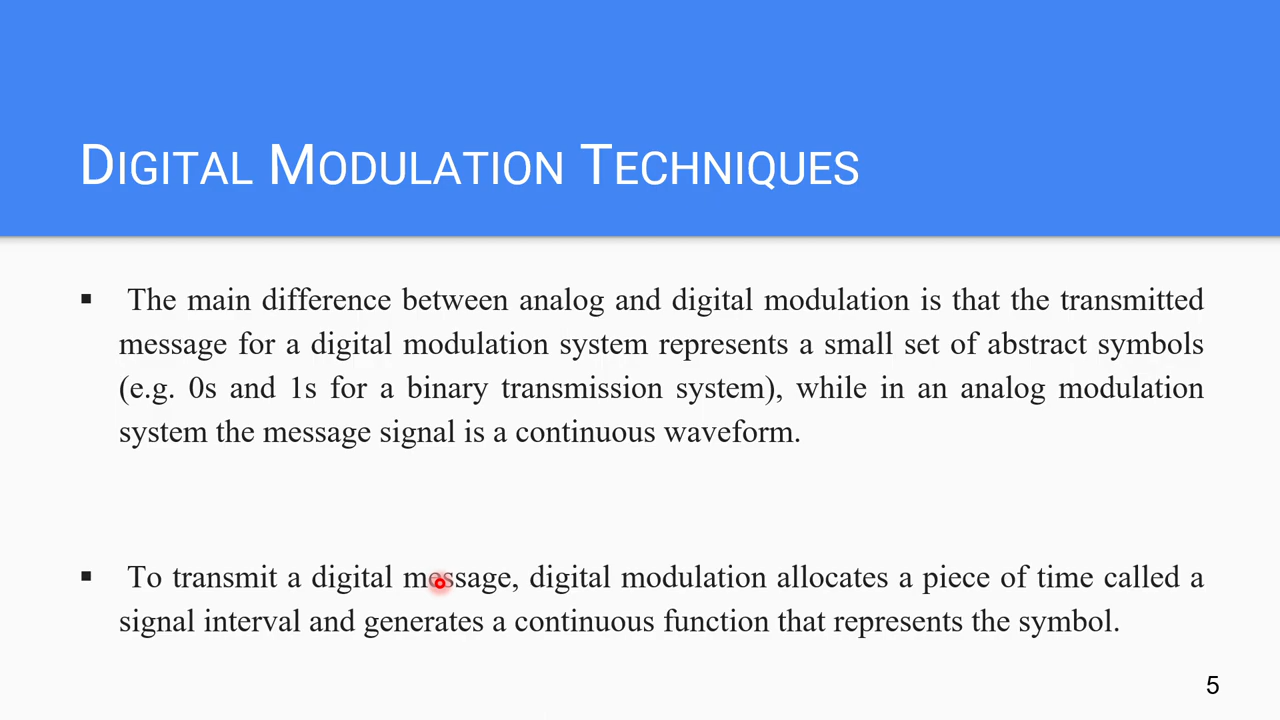 DIGITAL MODULATION TECHNIQUES
▪ The main difference between analog and digital modulation is that the transmitted
message for a digital modulation system represents a small set of abstract symbols
(e.g. 0s and 1s for a binary transmission system), while in an analog modulation
system the message signal is a continuous waveform.
▪ To transmit a digital message, digital modulation allocates a piece of time called a
signal interval and generates a continuous function that represents the symbol.
5